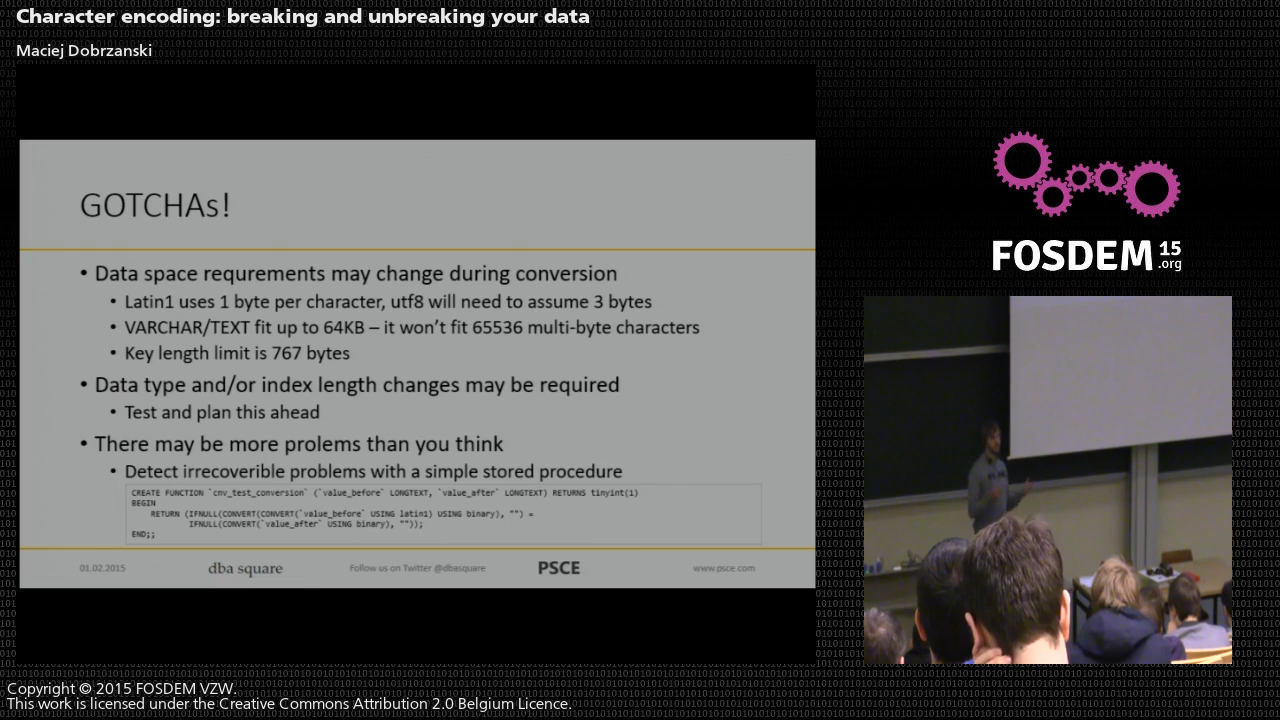 Character encoding: breaking and unbreaking your data
Maciej Dobrzanski
GOTCHAs!
• Data space requrements may change during conversion
• Latin1 uses 1 byte per character, utf8 will need to assume 3 bytes
• VARCHAR/TEXT fit up to 64KB – it won't fit 65536 multi-byte characters
• Key length limit is 767 bytes
• Data type and/or index length changes may be required
• Test and plan this ahead
• There may be more prolems than you think
• Detect irrecoverible problems with a simple stored procedure
CREATE FUNCTION `cnv_test_conversion` (`value_before` LONGTEXT, `value_after` LONGTEXT) RETURNS tinyint(1)
BEGIN
RETURN (IFNULL(CONVERT(CONVERT(`value_before` USING latin1) USING binary), "") =
IFNULL(CONVERT(`value_after` USING binary), ""));
END;;
01.02.2015 dba square Follow us on Twitter @dbasquare PSCE www.psce.com
FOSDEM 15
.org
Copyright © 2015 FOSDEM VZW.
This work is licensed under the Creative Commons Attribution 2.0 Belgium Licence.